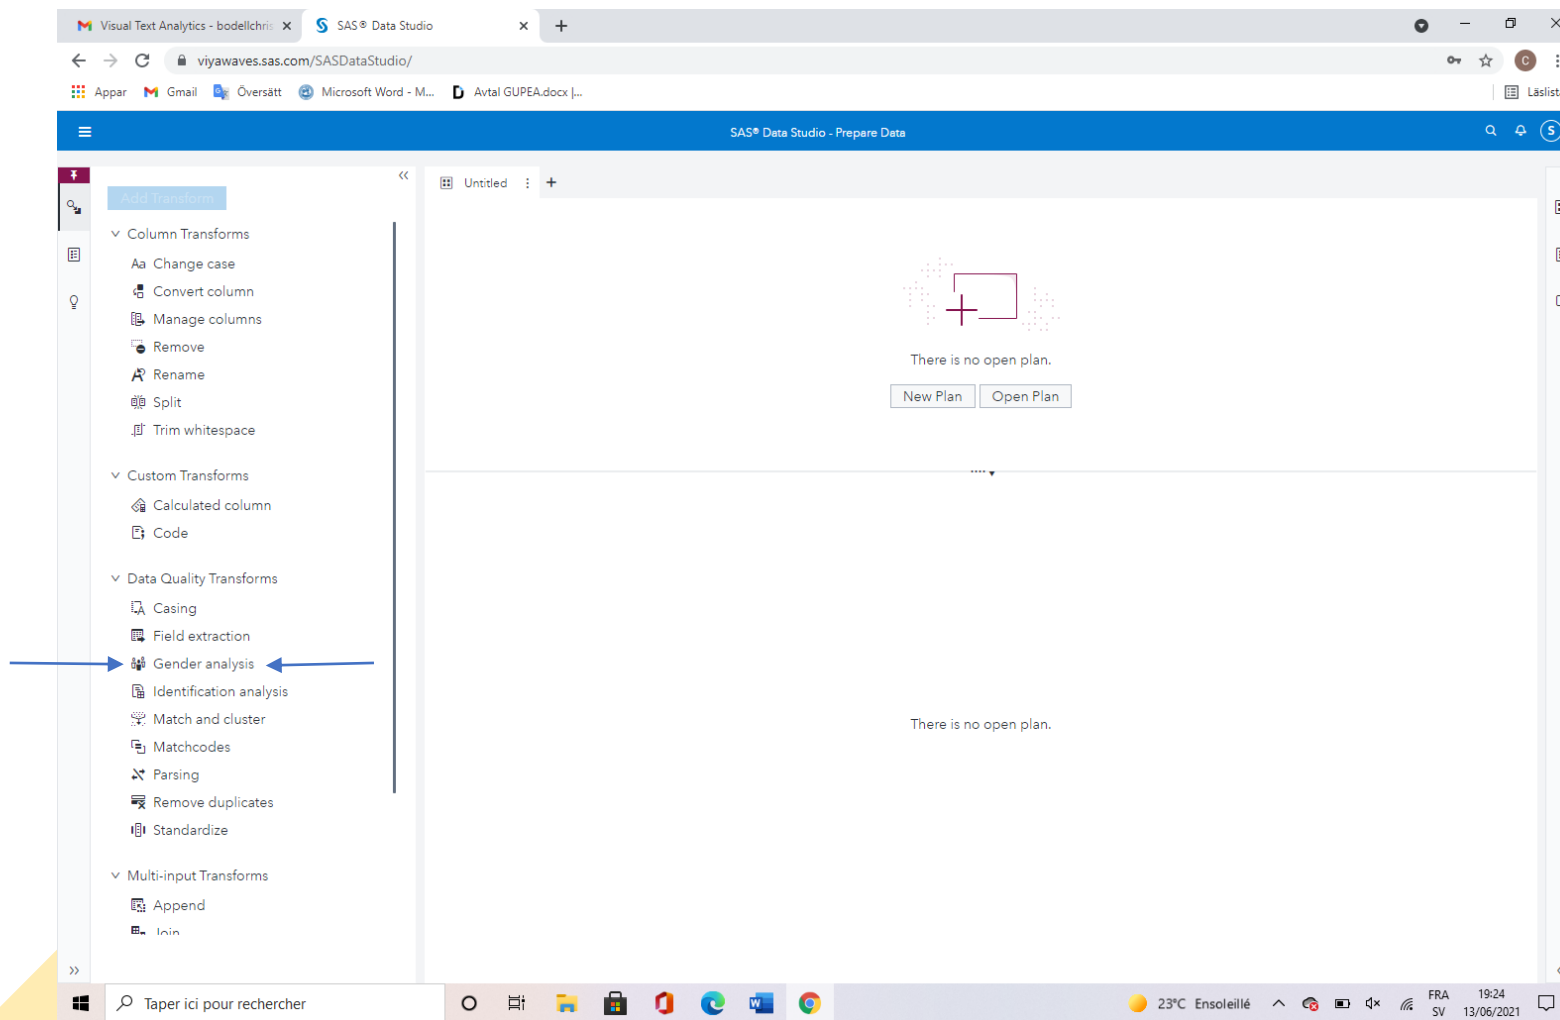 Visual Text Analytics - bodellchris
SAS® Data Studio
viyawaves.sas.com/SASDataStudio/
C
Appar
Gmail
Översätt
Microsoft Word - M...
Avtal GUPEA.docx |...
Läslista
SAS® Data Studio - Prepare Data
S
Add Transform
Untitled
Column Transforms
Aa Change case
Convert column
Manage columns
Remove
Rename
Split
Trim whitespace
Custom Transforms
Calculated column
Code
Data Quality Transforms
Casing
Field extraction
Gender analysis
Identification analysis
Match and cluster
Matchcodes
Parsing
Remove duplicates
Standardize
Multi-input Transforms
Append
Join
There is no open plan.
New Plan
Open Plan
There is no open plan.
Taper ici pour rechercher
23°C Ensoleillé
FRA
SV
19:24
13/06/2021